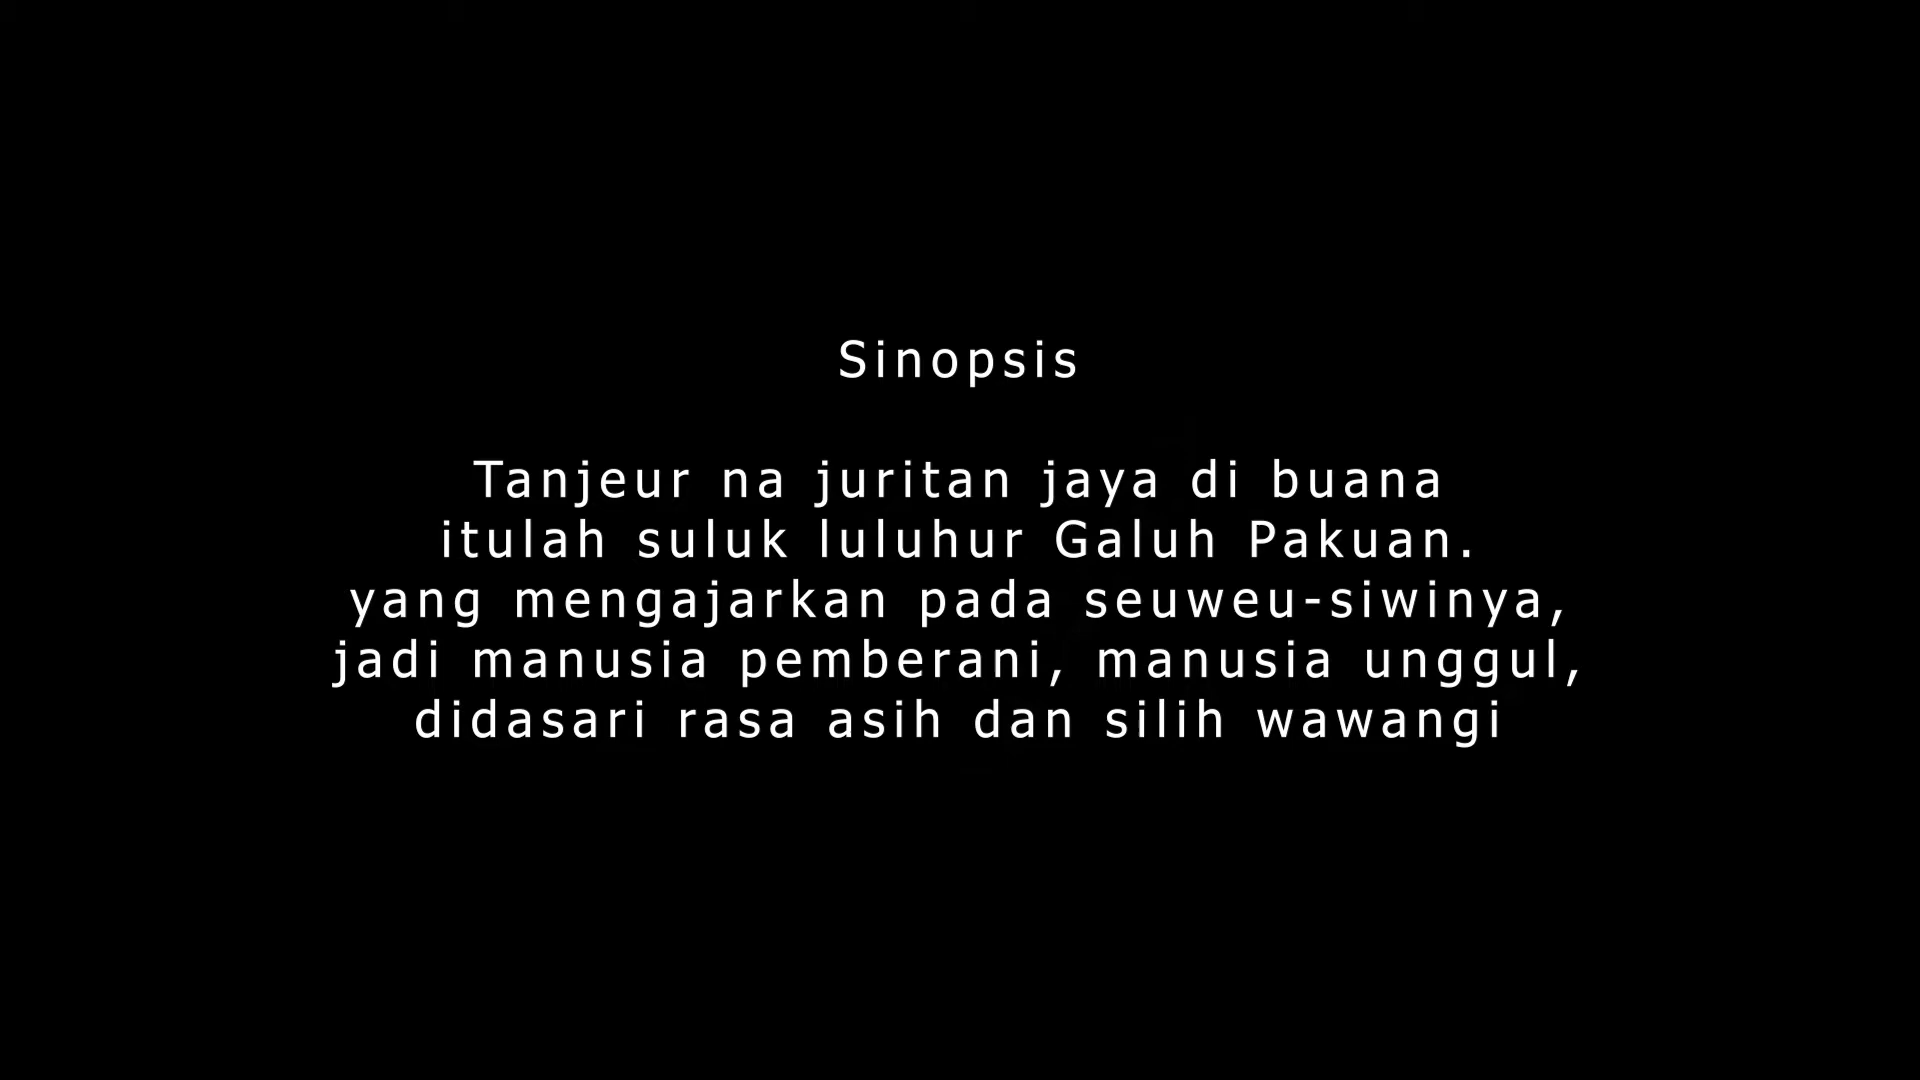 Sinopsis
Tanjeur na juritan jaya di buana
itulah suluk luluhur Galuh Pakuan.
yang mengajarkan pada seuweu-siwinya,
jadi manusia pemberani, manusia unggul,
didasari rasa asih dan silih wawangi